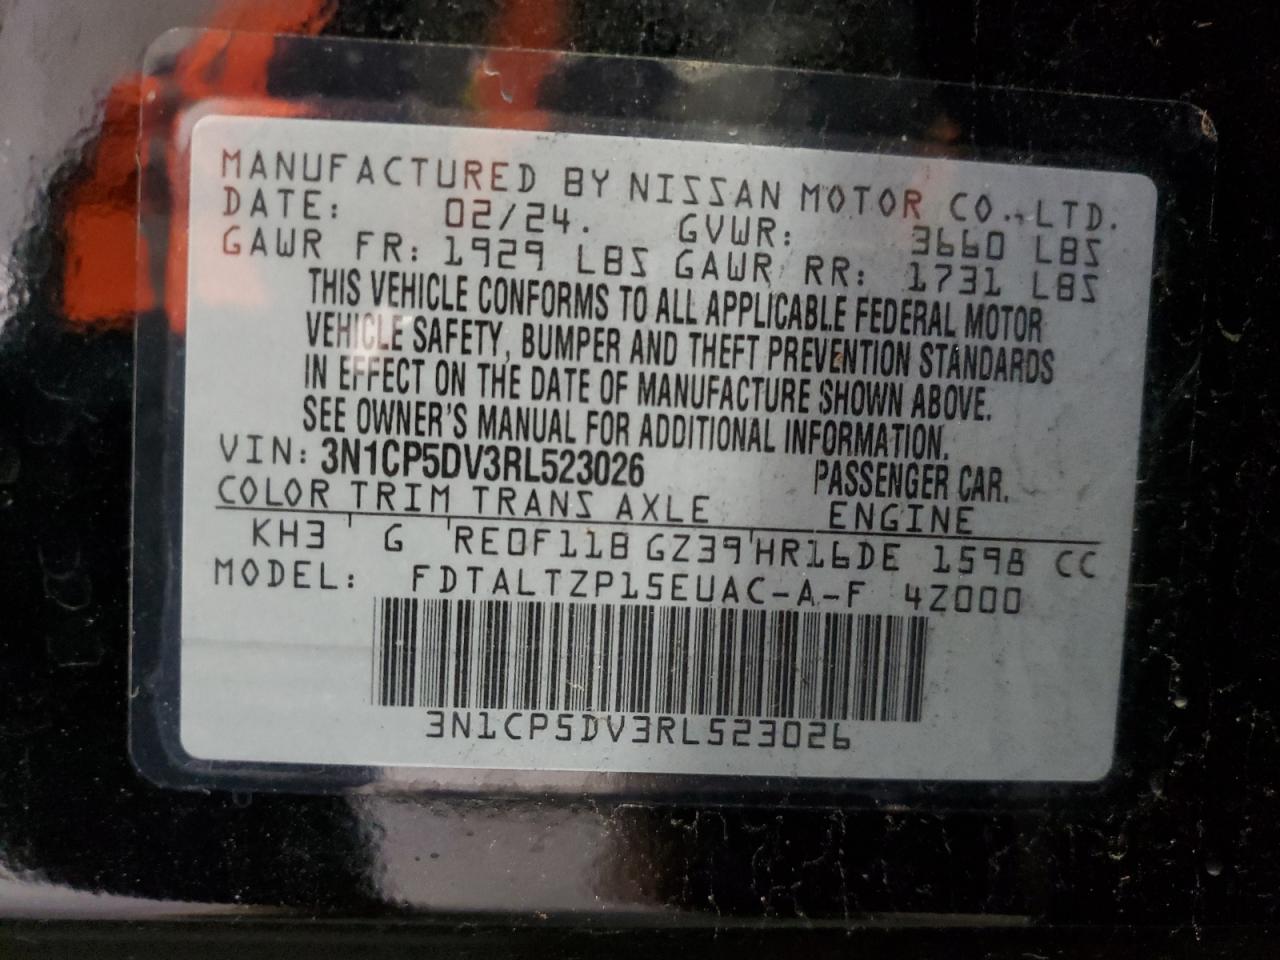 MANUFACTURED BY NISSAN MOTOR CO.,LTD.
DATE: 02/24. GVWR: 3660 LBS
GAWR FR: 1929 LBS GAWR RR: 1731 LBS
THIS VEHICLE CONFORMS TO ALL APPLICABLE FEDERAL MOTOR
VEHICLE SAFETY, BUMPER AND THEFT PREVENTION STANDARDS
IN EFFECT ON THE DATE OF MANUFACTURE SHOWN ABOVE.
SEE OWNER'S MANUAL FOR ADDITIONAL INFORMATION.
VIN: 3N1CP5DV3RL523026 PASSENGER CAR.
COLOR TRIM TRANS AXLE ENGINE
KH3 G RE0F11B GZ39 HR16DE 1598 CC
MODEL: FDTALTZP15EUAC-A-F 4Z000
3N1CP5DV3RL523026